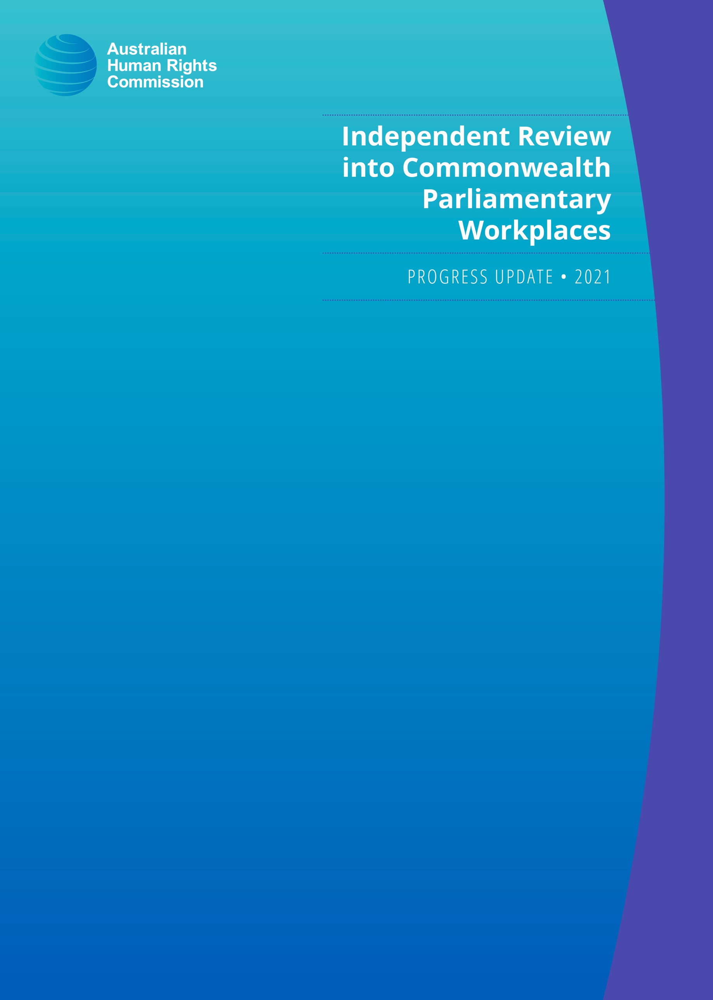 Australian
Human Rights
Commission
Independent Review
into Commonwealth
Parliamentary
Workplaces
PROGRESS UPDATE • 2021